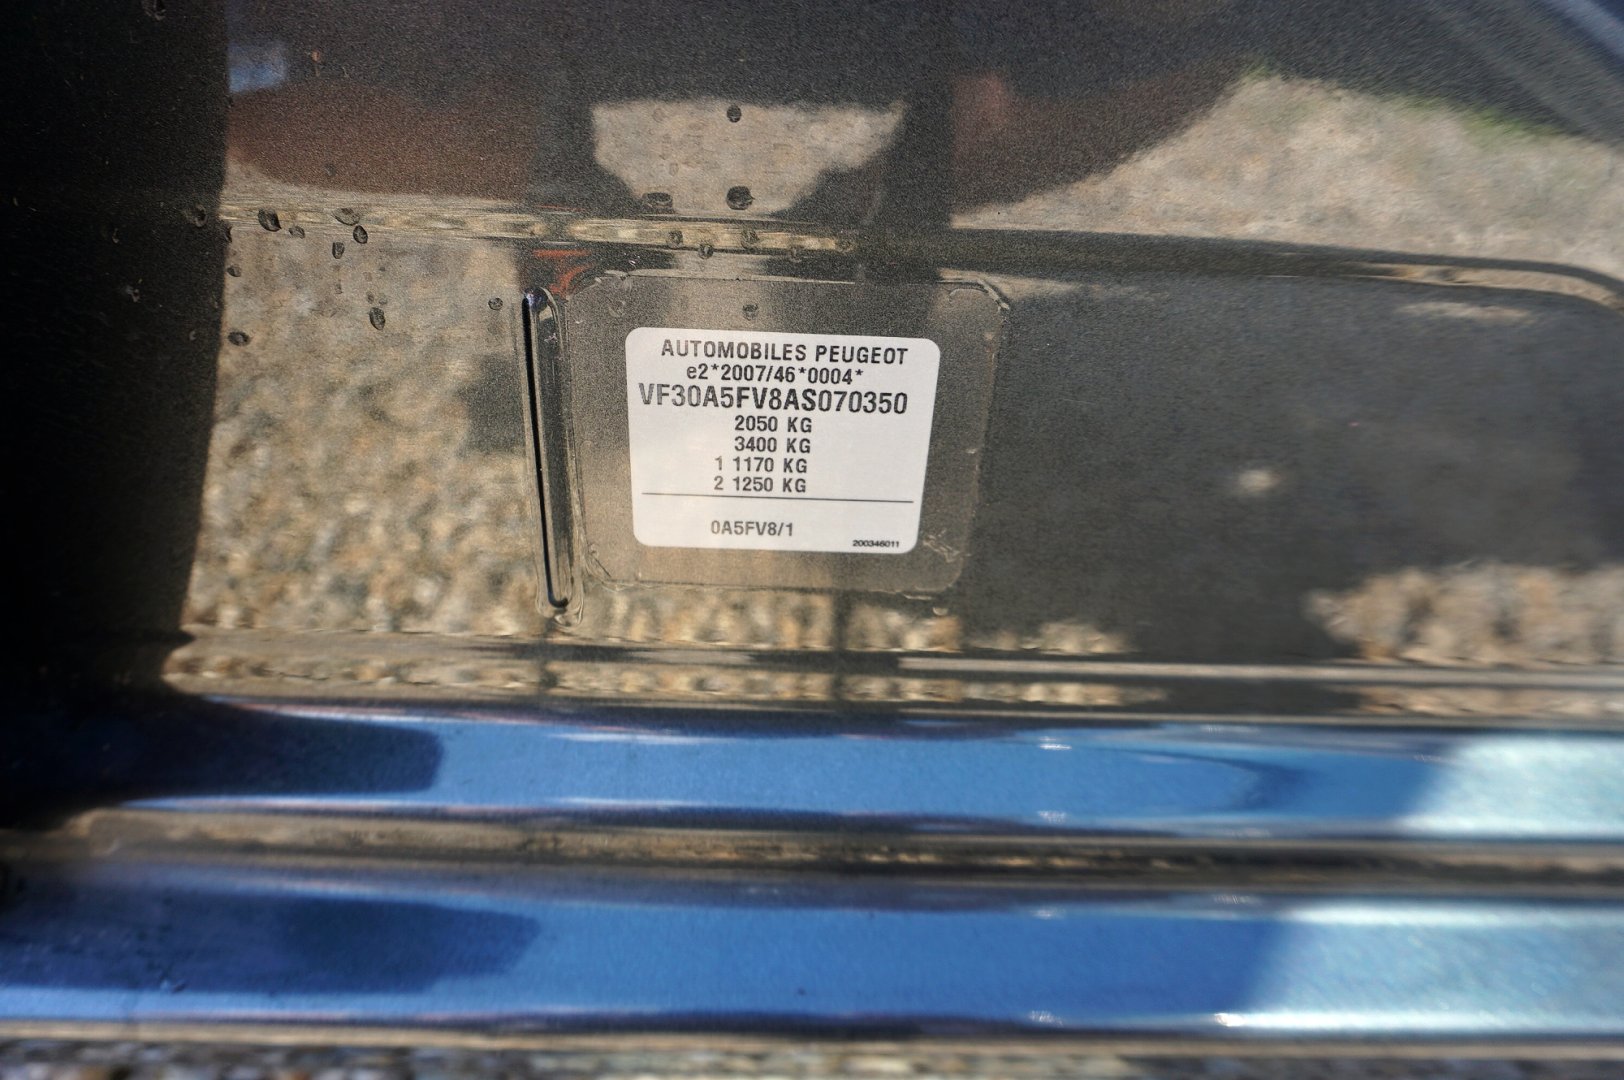 AUTOMOBILES PEUGEOT
e2*2007/46*0004*
VF30A5FV8AS070350
2050 KG
3400 KG
1 1170 KG
2 1250 KG
0A5FV8/1
200346011